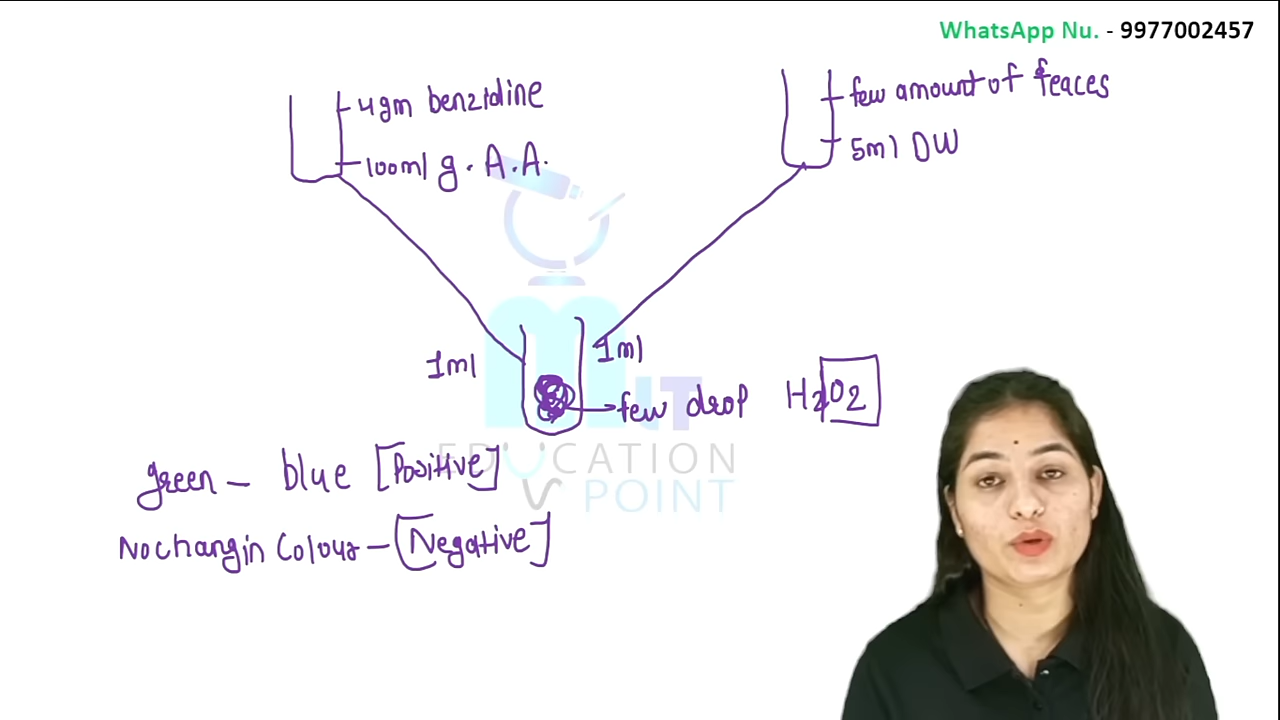 WhatsApp Nu. - 9977002457
4gm benzidine
100ml g. A.A.
few amount of feaces
5ml DW
1ml
1ml
few drop H2O2
green - blue [Positive]
No chang in Colour - [Negative]
MLIT
EDUCATION
POINT